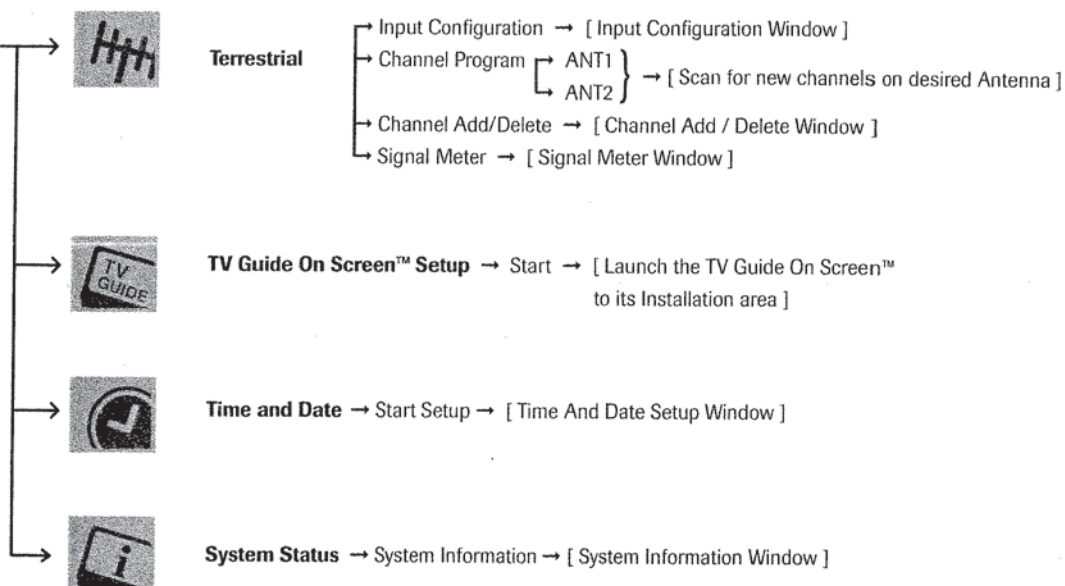 Terrestrial
Input Configuration → [ Input Configuration Window ]
Channel Program → ANT1
→ ANT2
} → [ Scan for new channels on desired Antenna ]
Channel Add/Delete → [ Channel Add / Delete Window ]
Signal Meter → [ Signal Meter Window ]
TV
GUIDE
TV Guide On Screen™ Setup → Start → [ Launch the TV Guide On Screen™
to its Installation area ]
Time and Date → Start Setup → [ Time And Date Setup Window ]
i
System Status → System Information → [ System Information Window ]